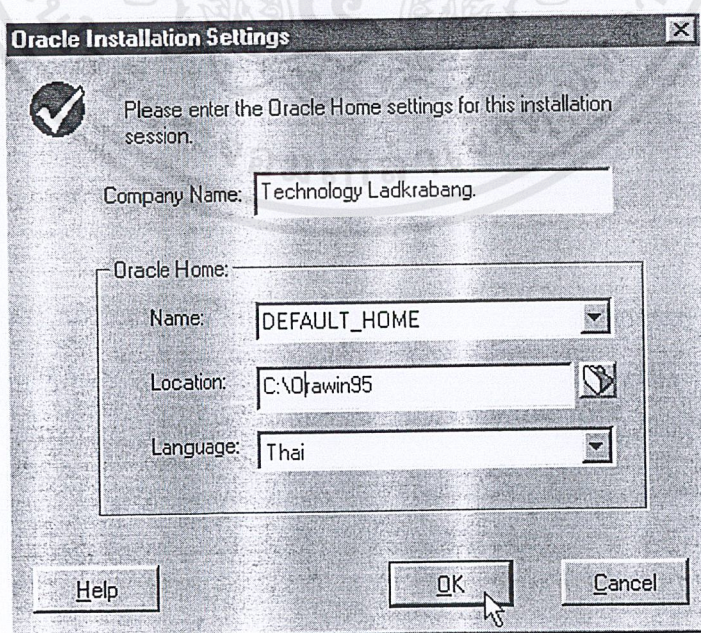 Oracle Installation Settings
Please enter the Oracle Home settings for this installation
session.
Company Name: Technology Ladkrabang.
Oracle Home:
Name: DEFAULT_HOME
Location: C:\Orawin95
Language: Thai
Help OK Cancel